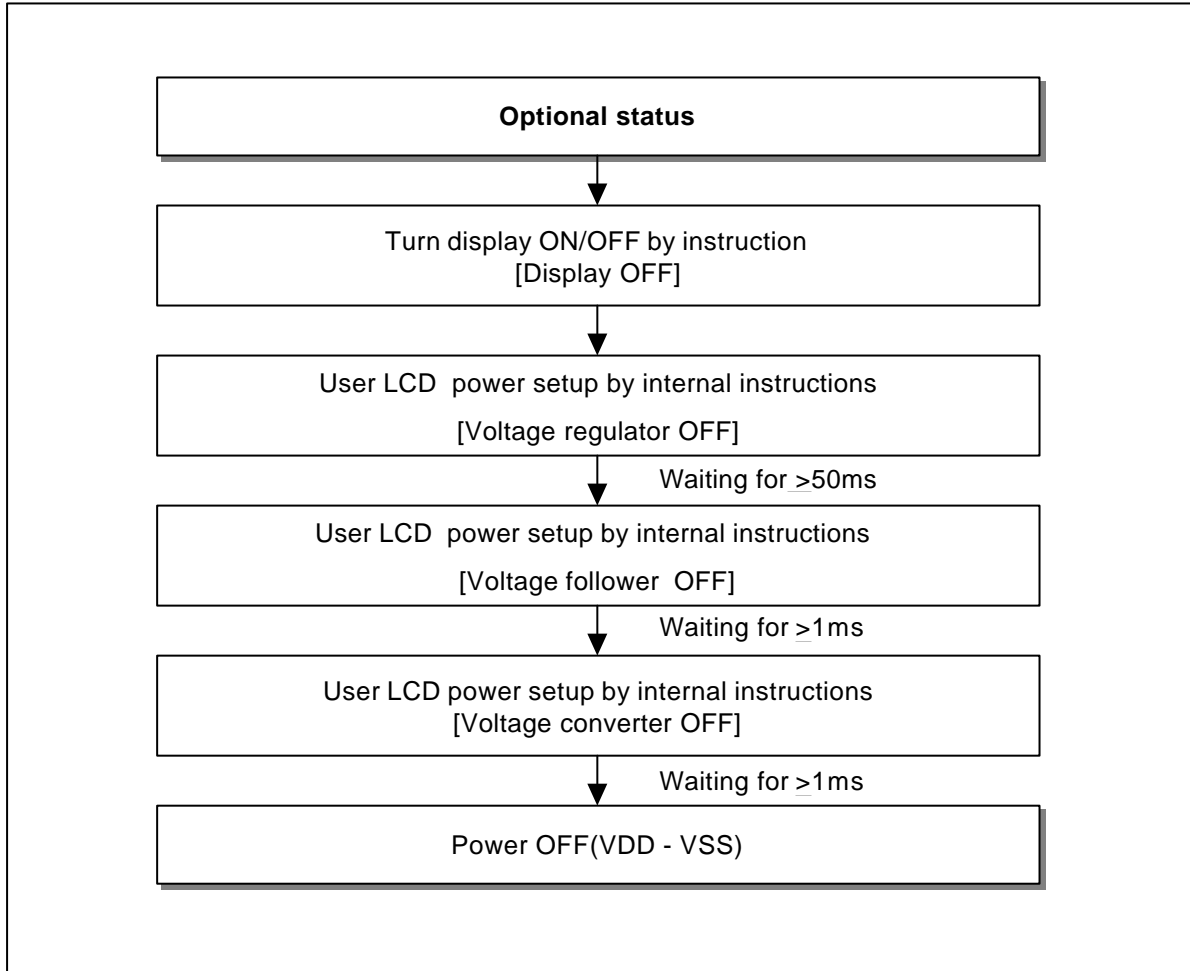 Optional status
Turn display ON/OFF by instruction
[Display OFF]
User LCD power setup by internal instructions
[Voltage regulator OFF]
Waiting for ≥50ms
User LCD power setup by internal instructions
[Voltage follower OFF]
Waiting for ≥1ms
User LCD power setup by internal instructions
[Voltage converter OFF]
Waiting for ≥1ms
Power OFF(VDD - VSS)